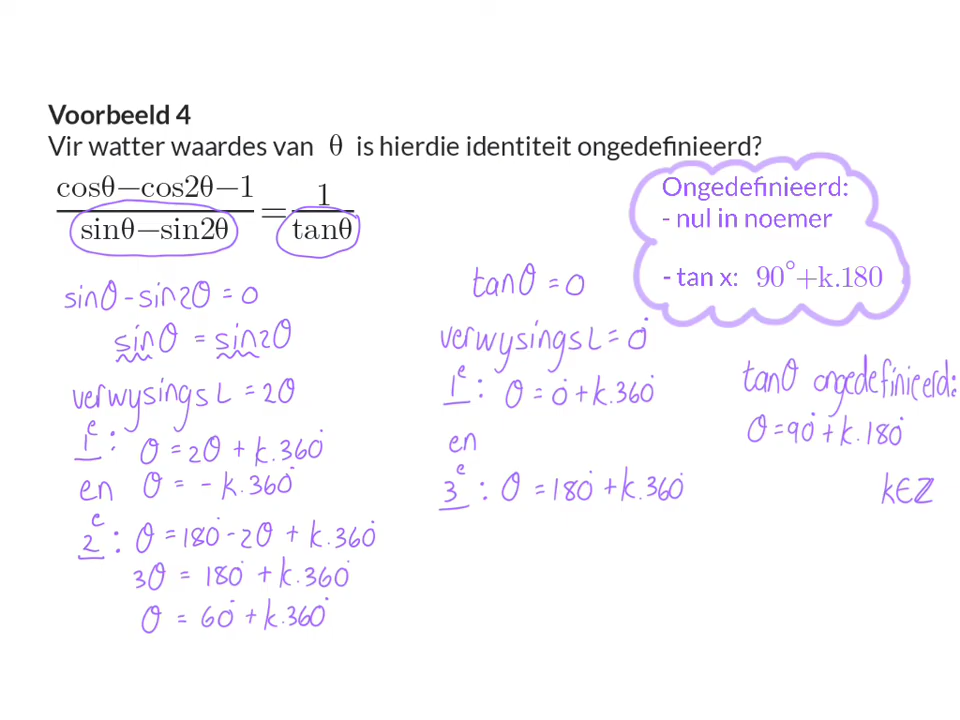 Voorbeeld 4
Vir watter waardes van θ is hierdie identiteit ongedefinieerd?
cosθ−cos2θ−1 / sinθ−sin2θ = 1 / tanθ
Ongedefinieerd:
- nul in noemer
- tan x: 90°+k.180
sinθ - sin2θ = 0
sinθ = sin2θ
verwysings L = 2θ
1e: θ = 2θ + k.360°
en θ = - k.360°
2e: θ = 180° - 2θ + k.360°
3θ = 180° + k.360°
θ = 60° + k.360°
tanθ = 0
verwysings L = 0°
1e: θ = 0° + k.360°
en
3e: θ = 180° + k.360°
tanθ ongedefinieerd:
θ = 90° + k.180°
k∈ℤ